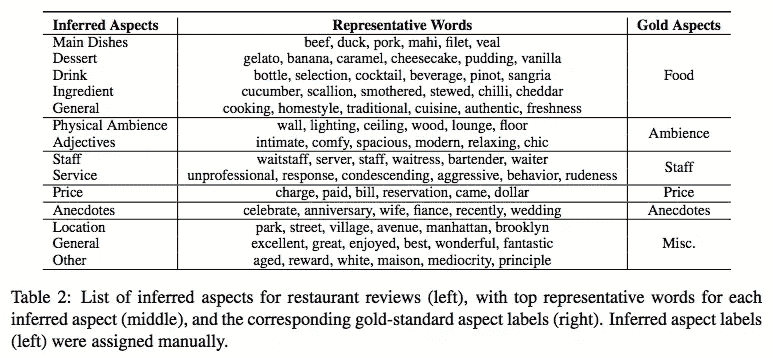 Inferred Aspects Representative Words Gold Aspects
Main Dishes beef, duck, pork, mahi, filet, veal
Dessert gelato, banana, caramel, cheesecake, pudding, vanilla
Drink bottle, selection, cocktail, beverage, pinot, sangria Food
Ingredient cucumber, scallion, smothered, stewed, chilli, cheddar
General cooking, homestyle, traditional, cuisine, authentic, freshness
Physical Ambience wall, lighting, ceiling, wood, lounge, floor Ambience
Adjectives intimate, comfy, spacious, modern, relaxing, chic
Staff waitstaff, server, staff, waitress, bartender, waiter Staff
Service unprofessional, response, condescending, aggressive, behavior, rudeness
Price charge, paid, bill, reservation, came, dollar Price
Anecdotes celebrate, anniversary, wife, fiance, recently, wedding Anecdotes
Location park, street, village, avenue, manhattan, brooklyn
General excellent, great, enjoyed, best, wonderful, fantastic Misc.
Other aged, reward, white, maison, mediocrity, principle
Table 2: List of inferred aspects for restaurant reviews (left), with top representative words for each
inferred aspect (middle), and the corresponding gold-standard aspect labels (right). Inferred aspect labels
(left) were assigned manually.